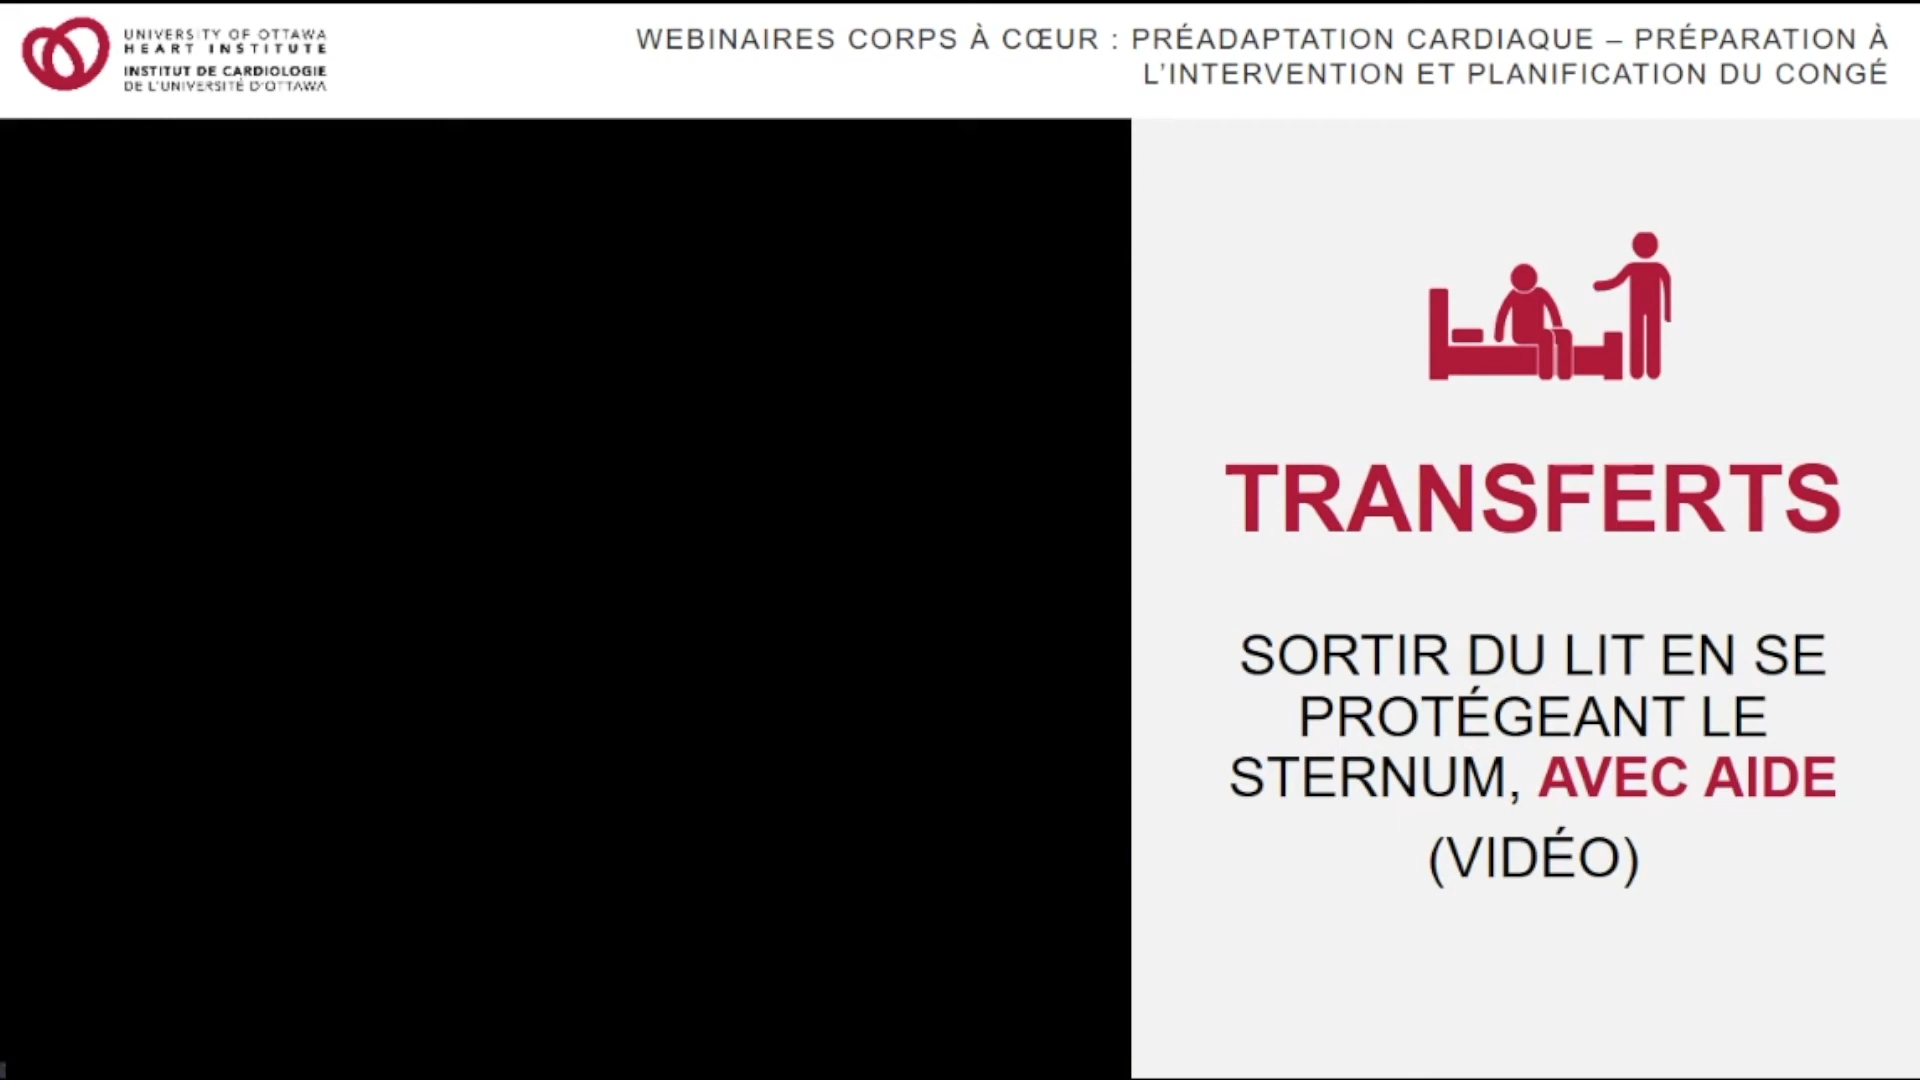 UNIVERSITY OF OTTAWA
HEART INSTITUTE
INSTITUT DE CARDIOLOGIE
DE L'UNIVERSITÉ D'OTTAWA
WEBINAIRES CORPS À CŒUR : PRÉADAPTATION CARDIAQUE – PRÉPARATION À
L'INTERVENTION ET PLANIFICATION DU CONGÉ
TRANSFERTS
SORTIR DU LIT EN SE
PROTÉGEANT LE
STERNUM, AVEC AIDE
(VIDÉO)